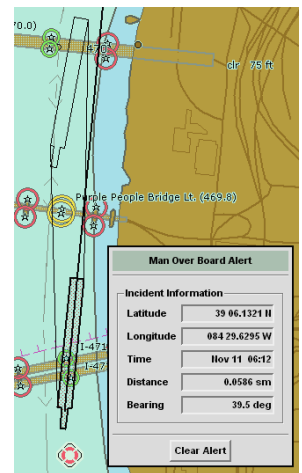 70.0)
470.
clr 75 ft
Purple People Bridge Lt. (469.8)
I-471
I-47
Man Over Board Alert
Incident Information
Latitude 39 06.1321 N
Longitude 084 29.6295 W
Time Nov 11 06:12
Distance 0.0586 sm
Bearing 39.5 deg
Clear Alert